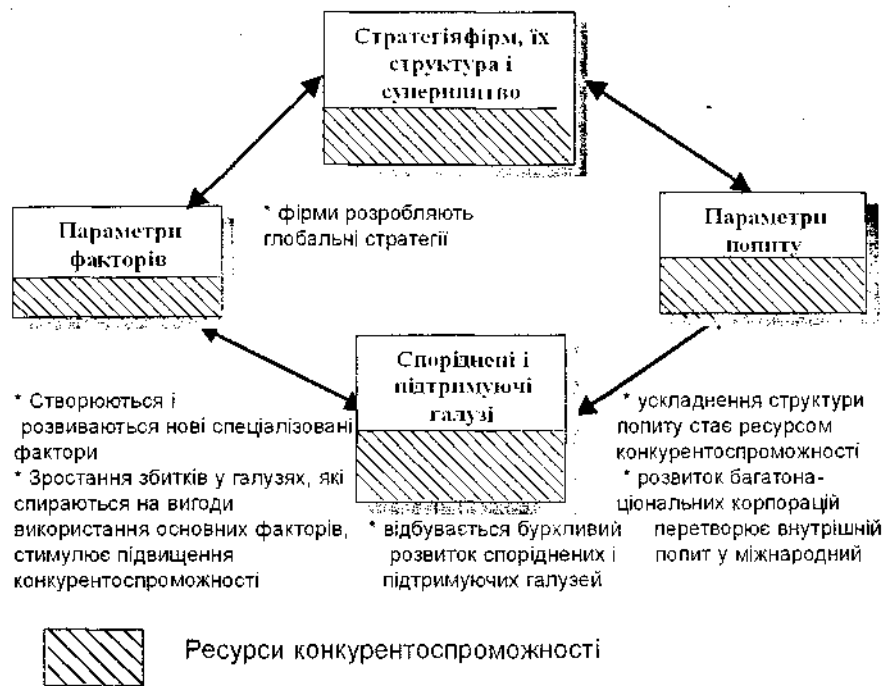 Стратегія фірм, їх
структура і
суперництво
Параметри
факторів
* фірми розробляють
глобальні стратегії
Параметри
попиту
Споріднені і
підтримуючі
галузі
* Створюються і
розвиваються нові спеціалізовані
фактори
* Зростання збитків у галузях, які
спираються на вигоди
використання основних факторів,
стимулює підвищення
конкурентоспроможності
* відбувається бурхливий
розвиток споріднених і
підтримуючих галузей
* ускладнення структури
попиту стає ресурсом
конкурентоспроможності
* розвиток багатона-
ціональних корпорацій
перетворює внутрішній
попит у міжнародний
Ресурси конкурентоспроможності